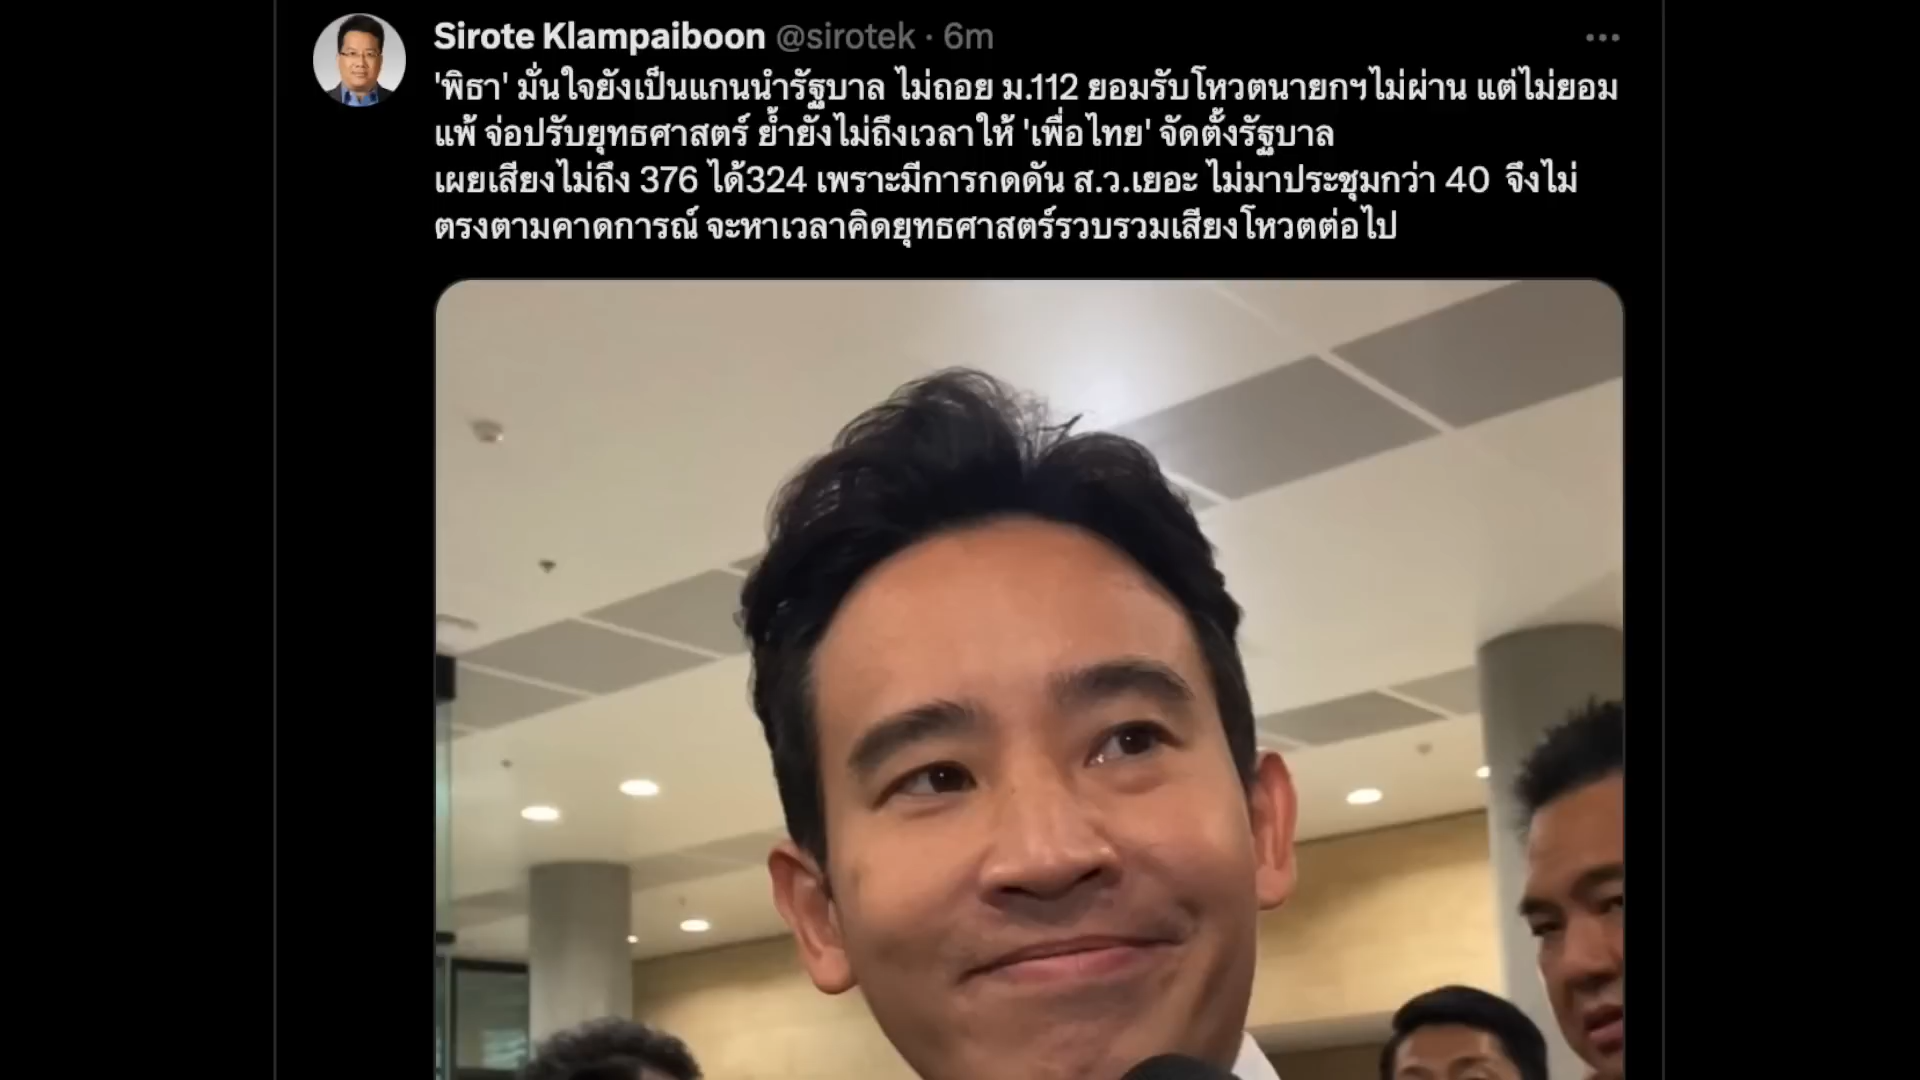 Sirote Klampaiboon @sirotek · 6m
'พิธา' มั่นใจยังเป็นแกนนำรัฐบาล ไม่ถอย ม.112 ยอมรับโหวตนายกฯไม่ผ่าน แต่ไม่ยอม
แพ้ จ่อปรับยุทธศาสตร์ ย้ำยังไม่ถึงเวลาให้ 'เพื่อไทย' จัดตั้งรัฐบาล
เผยเสียงไม่ถึง 376 ได้324 เพราะมีการกดดัน ส.ว.เยอะ ไม่มาประชุมกว่า 40 จึงไม่
ตรงตามคาดการณ์ จะหาเวลาคิดยุทธศาสตร์รวบรวมเสียงโหวตต่อไป